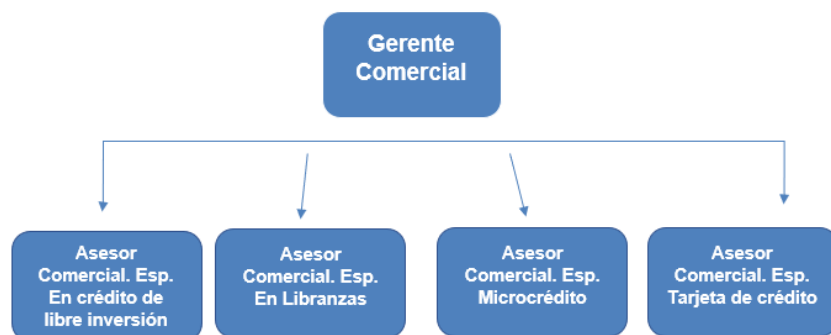 Gerente
Comercial
Asesor
Comercial. Esp.
En crédito de
libre inversión
Asesor
Comercial. Esp.
En Libranzas
Asesor
Comercial. Esp.
Microcrédito
Asesor
Comercial. Esp.
Tarjeta de crédito